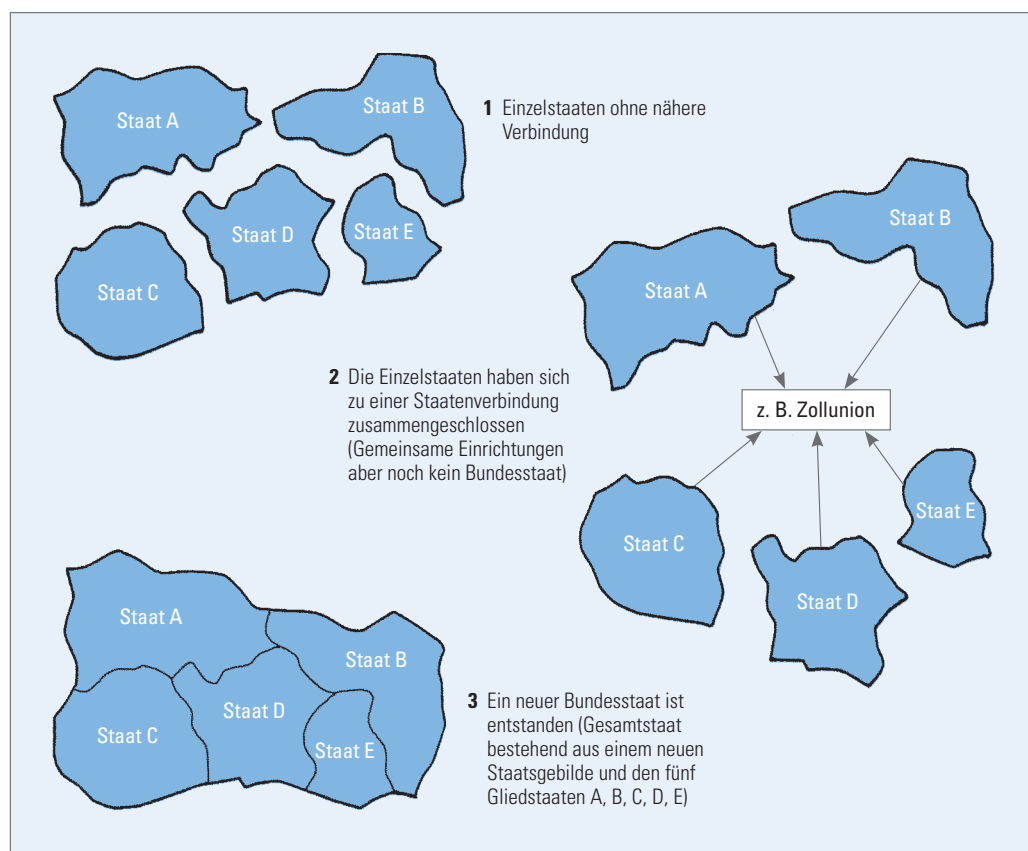 Staat A
Staat B
Staat C
Staat D
Staat E
1 Einzelstaaten ohne nähere
Verbindung
2 Die Einzelstaaten haben sich
zu einer Staatenverbindung
zusammengeschlossen
(Gemeinsame Einrichtungen
aber noch kein Bundesstaat)
Staat A
Staat B
z. B. Zollunion
Staat C
Staat D
Staat E
Staat A
Staat B
Staat C
Staat D
Staat E
3 Ein neuer Bundesstaat ist
entstanden (Gesamtstaat
bestehend aus einem neuen
Staatsgebilde und den fünf
Gliedstaaten A, B, C, D, E)